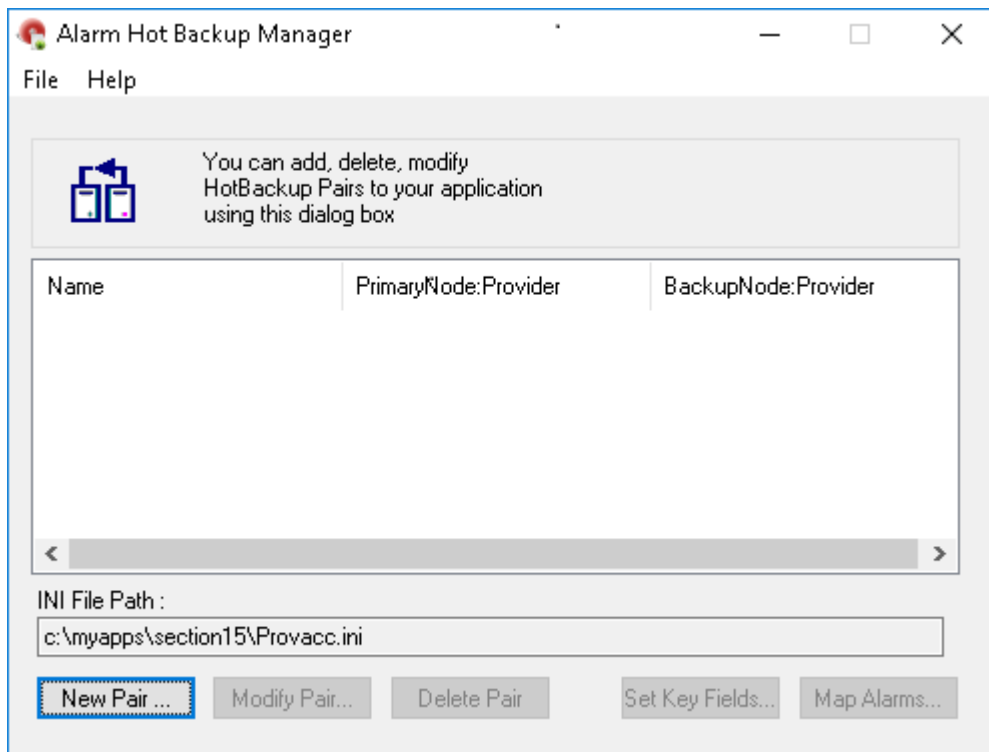 Alarm Hot Backup Manager
File Help
You can add, delete, modify
HotBackup Pairs to your application
using this dialog box
Name PrimaryNode:Provider BackupNode:Provider
INI File Path :
c:\myapps\section15\Provacc.ini
New Pair ... Modify Pair... Delete Pair Set Key Fields... Map Alarms...